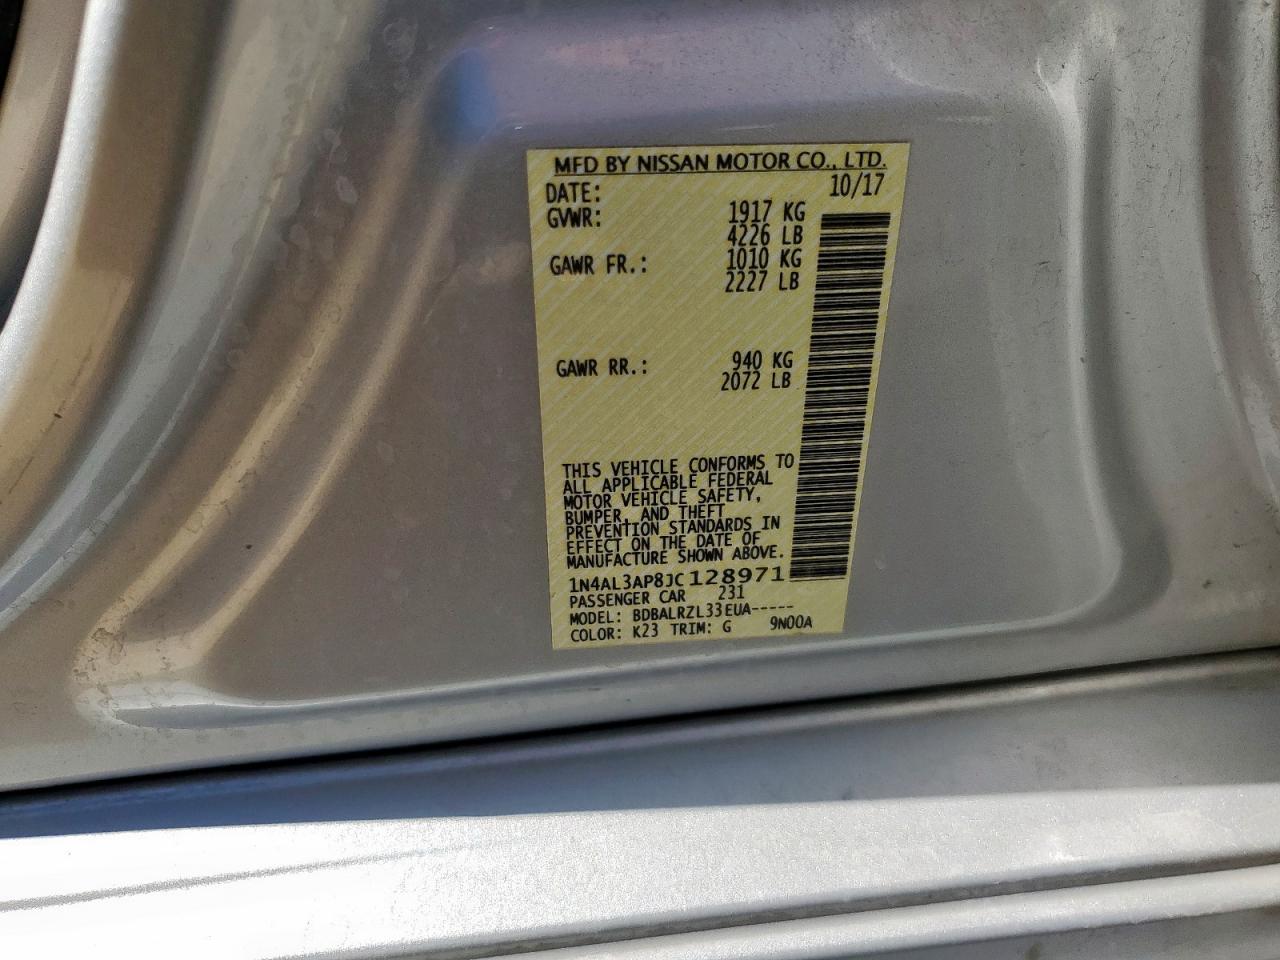 MFD BY NISSAN MOTOR CO., LTD.
DATE: 10/17
GVWR: 1917 KG
4226 LB
GAWR FR.: 1010 KG
2227 LB
GAWR RR.: 940 KG
2072 LB
THIS VEHICLE CONFORMS TO
ALL APPLICABLE FEDERAL
MOTOR VEHICLE SAFETY,
BUMPER, AND THEFT
PREVENTION STANDARDS IN
EFFECT ON THE DATE OF
MANUFACTURE SHOWN ABOVE.
1N4AL3AP8JC128971
PASSENGER CAR 231
MODEL: BDBALRZL33EUA-----
COLOR: K23 TRIM: G 9N00A